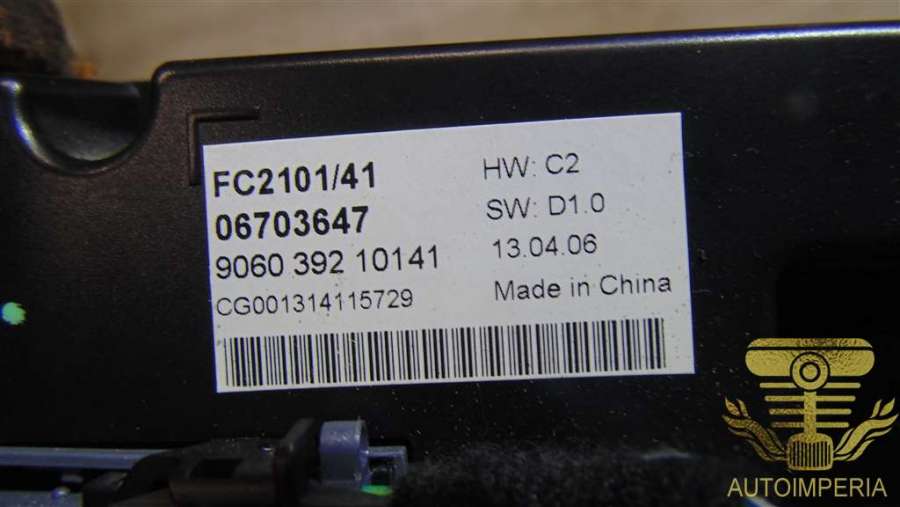 FC2101/41
06703647
9060 392 10141
CG001314115729
HW: C2
SW: D1.0
13.04.06
Made in China
AUTOIMPERIA